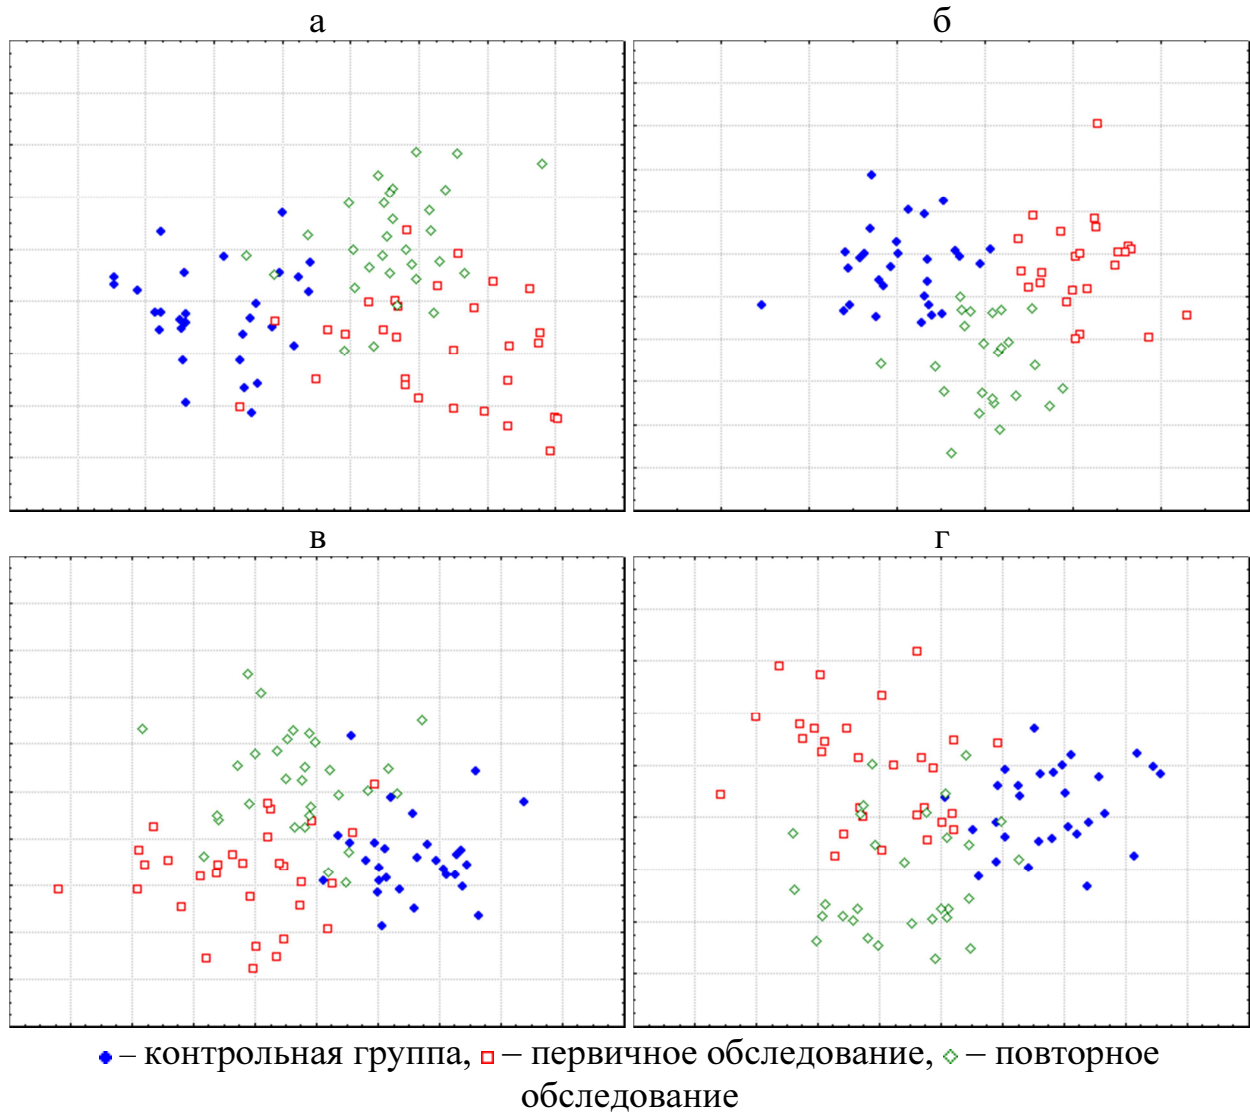 а
б
в
г
– контрольная группа, – первичное обследование, – повторное
обследование